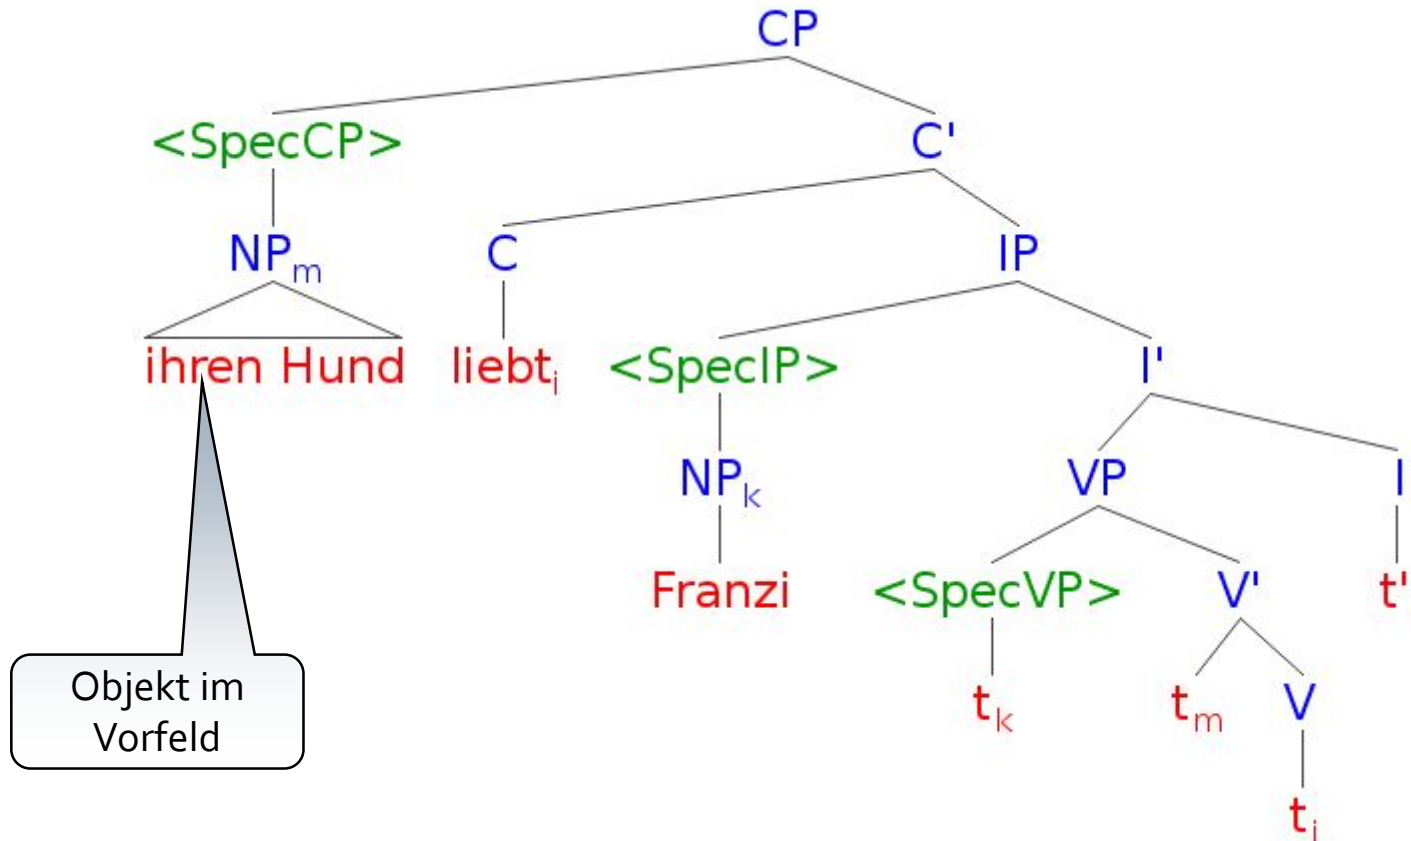 CP
<SpecCP> C'
NPm C IP
ihren Hund liebti <SpecIP> I'
NPk VP I
Franzi <SpecVP> V' t'
Objekt im
Vorfeld
tk tm V
ti